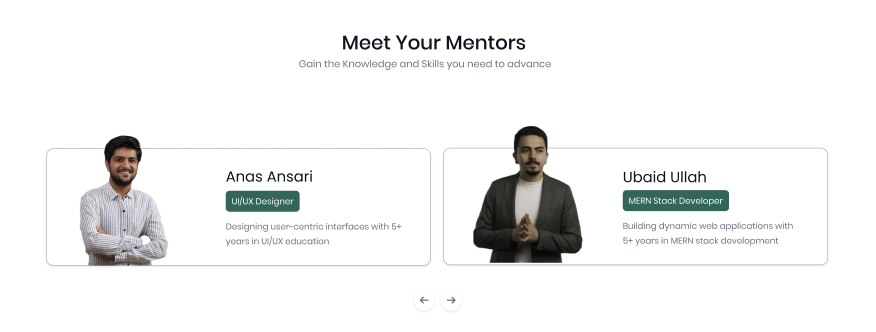 Meet Your Mentors
Gain the Knowledge and Skills you need to advance
Anas Ansari
UI/UX Designer
Designing user-centric interfaces with 5+
years in UI/UX education
Ubaid Ullah
MERN Stack Developer
Building dynamic web applications with
5+ years in MERN stack development